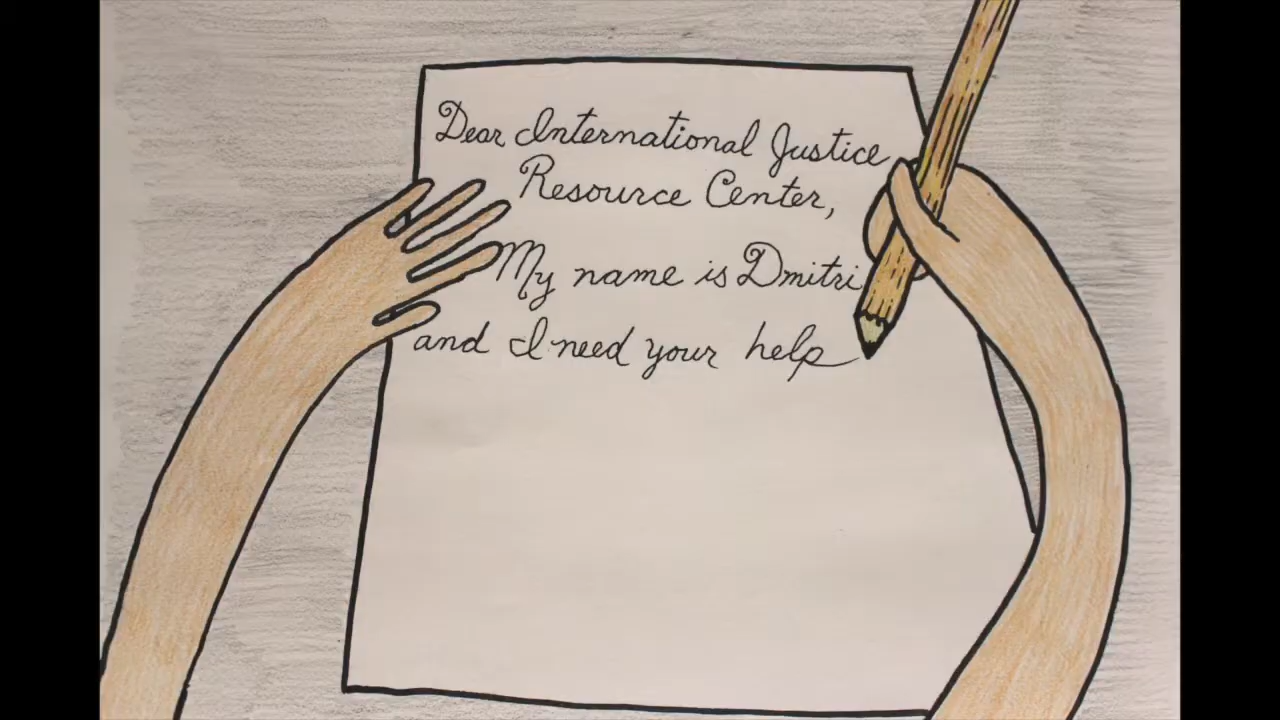 Dear International Justice
Resource Center,
My name is Dmitri
and I need your help